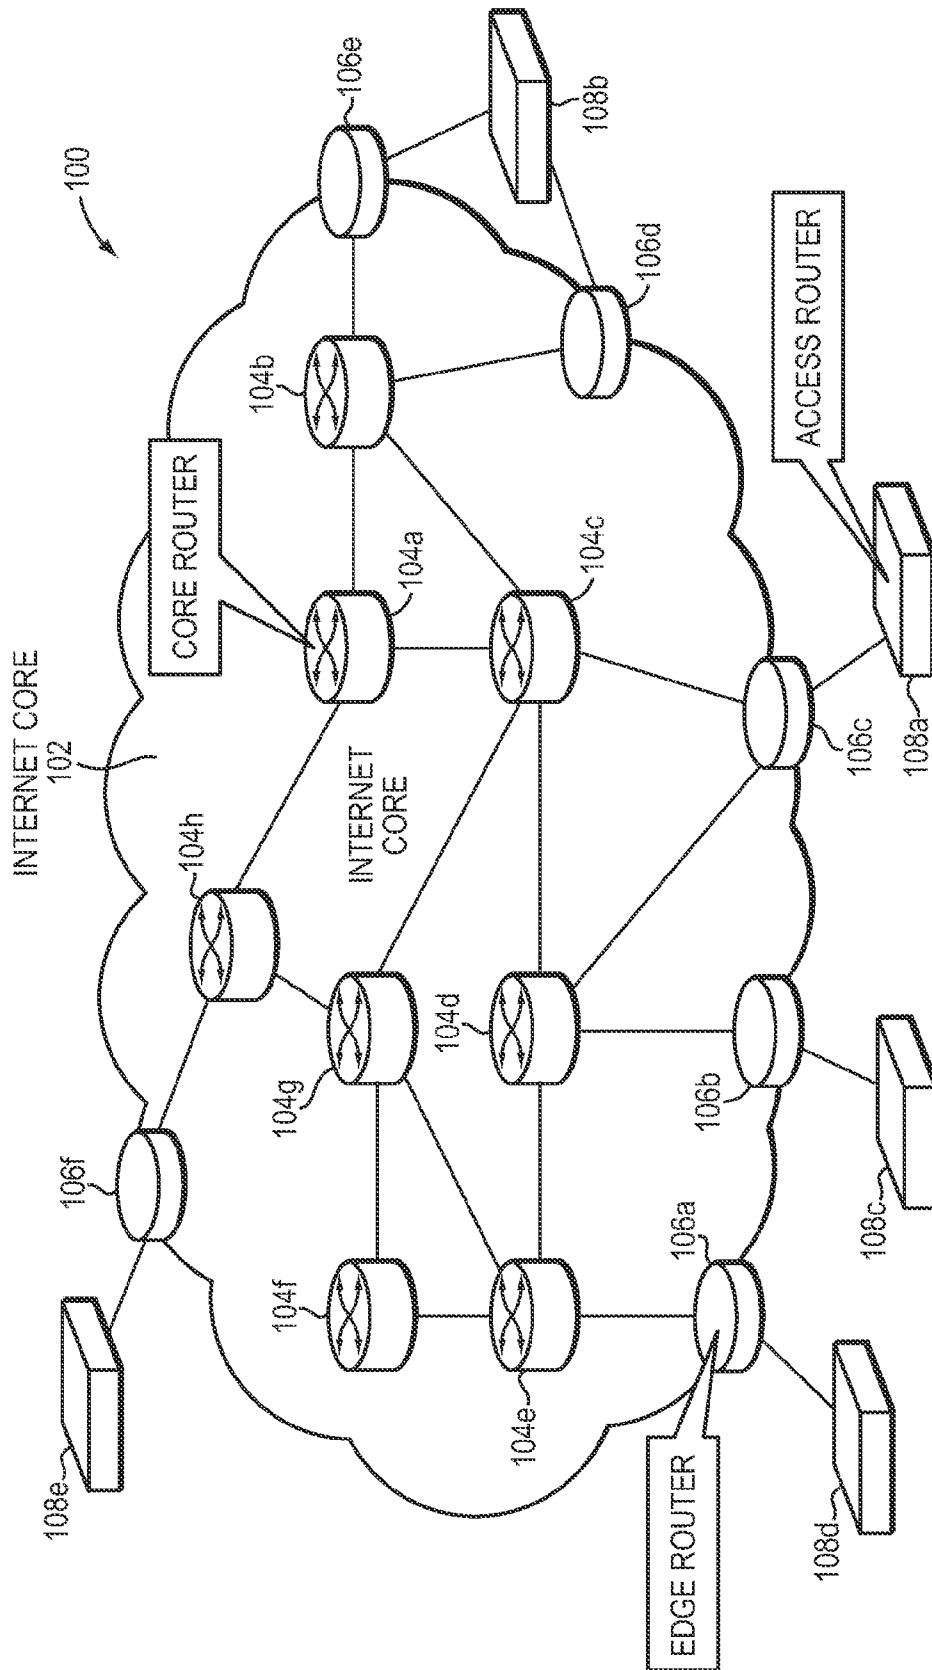 100
INTERNET CORE
102
106e
108b
104b
106d
CORE ROUTER
104a
104c
ACCESS ROUTER
108a
106c
INTERNET
CORE
104h
104g
104d
106b
108c
106f
104f
104e
106a
108e
EDGE ROUTER
108d